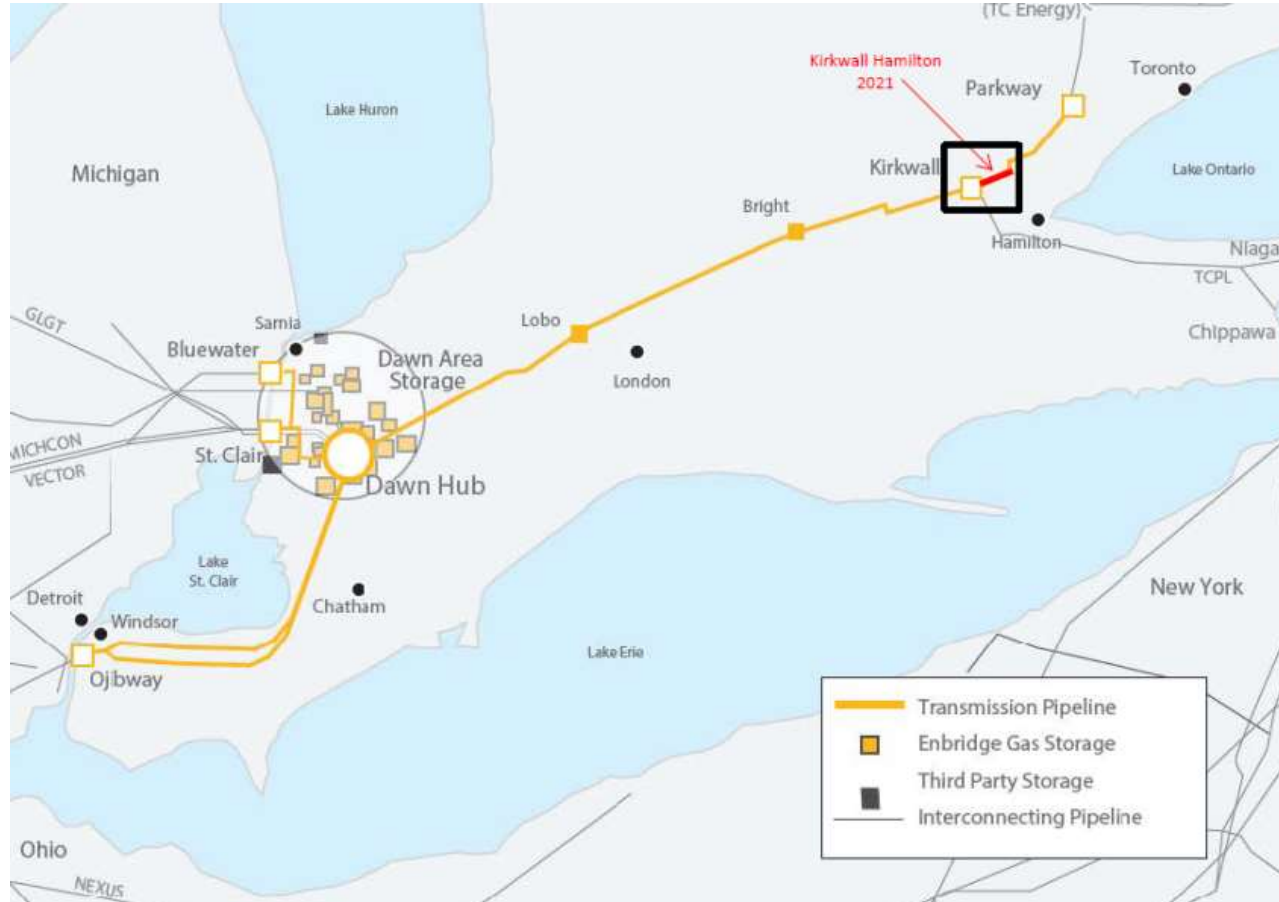 (TC Energy)
Kirkwall Hamilton
2021
Toronto
Parkway
Lake Huron
Michigan
Kirkwall
Lake Ontario
Bright
Hamilton
Niaga
TCPL
GLGT
Sarnia
Lobo
Chippawa
Bluewater
Dawn Area
Storage
London
MICHCON
St. Clair
VECTOR
Dawn Hub
Lake
St. Clair
New York
Detroit
Chatham
Windsor
Lake Erie
Ojibway
Transmission Pipeline
Enbridge Gas Storage
Third Party Storage
Interconnecting Pipeline
Ohio
NEXUS